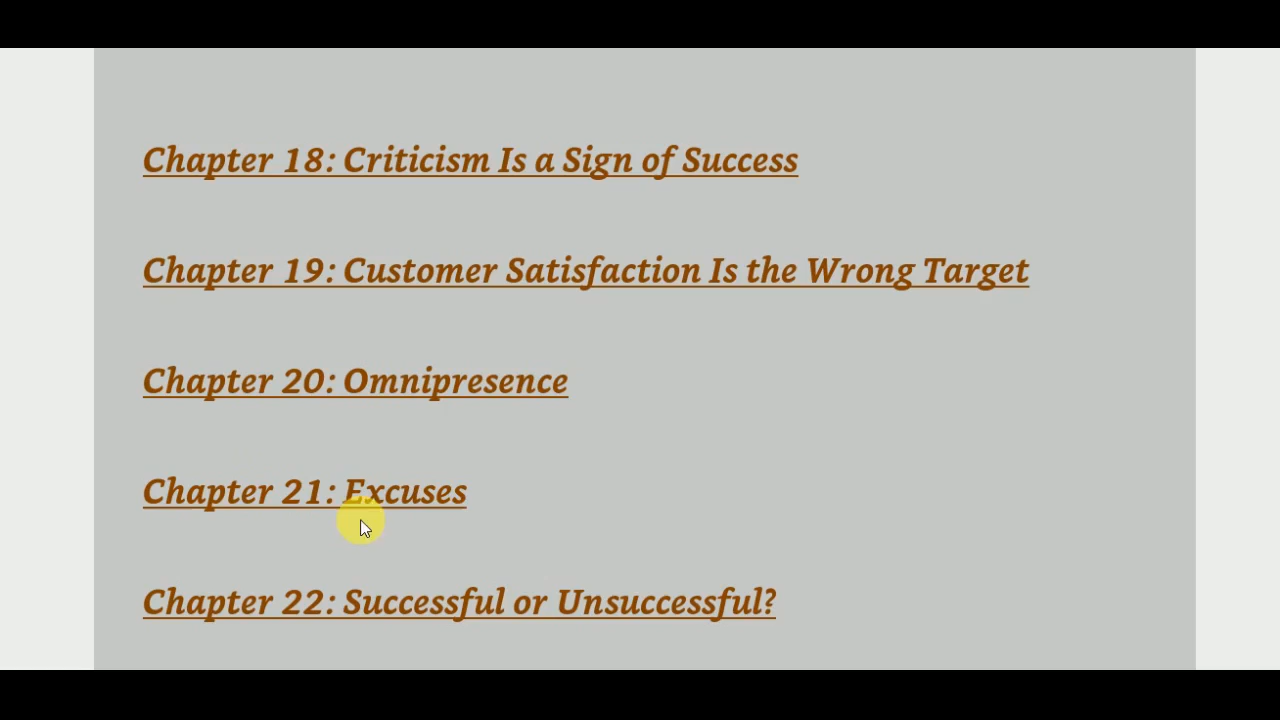 Chapter 18: Criticism Is a Sign of Success
Chapter 19: Customer Satisfaction Is the Wrong Target
Chapter 20: Omnipresence
Chapter 21: Excuses
Chapter 22: Successful or Unsuccessful?